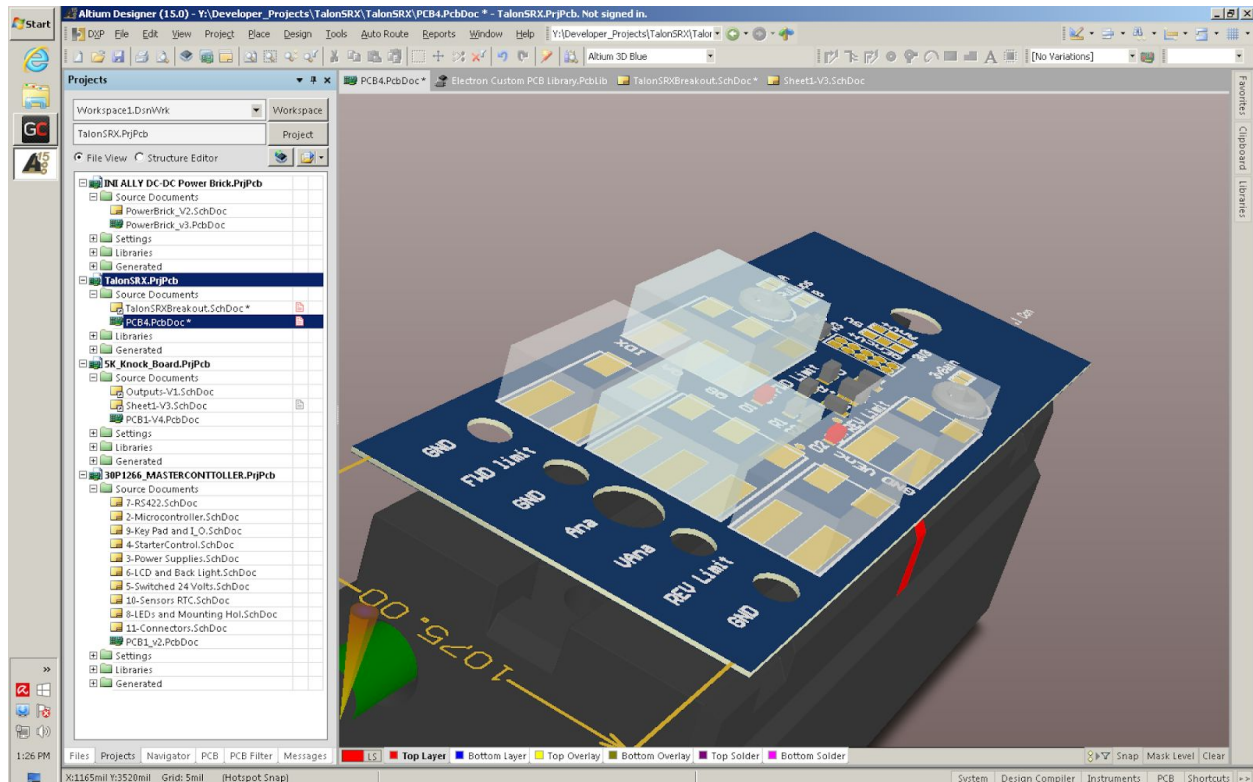 Start
Altium Designer (15.0) - Y:\Developer_Projects\TalonSRX\TalonSRX\PCB4.PcbDoc * - TalonSRX.PrjPcb. Not signed in.
DXP File Edit View Project Place Design Tools Auto Route Reports Window Help Y:\Developer_Projects\TalonSRX\Talor
Altium 3D Blue
[No Variations]
Projects
PCB4.PcbDoc * Electron Custom PCB Library.PcbLib TalonSRXBreakout.SchDoc * Sheet1-V3.SchDoc
Workspace1.DsnWrk Workspace
TalonSRX.PrjPcb Project
File View Structure Editor
INI ALLY DC-DC Power Brick.PrjPcb
Source Documents
PowerBrick_V2.SchDoc
PowerBrick_v3.PcbDoc
Settings
Libraries
Generated
TalonSRX.PrjPcb
Source Documents
TalonSRXBreakout.SchDoc *
PCB4.PcbDoc *
Libraries
Generated
5K_Knock_Board.PrjPcb
Source Documents
Outputs-V1.SchDoc
Sheet1-V3.SchDoc
PCB1-V4.PcbDoc
Settings
Libraries
Generated
30P1266_MASTERCONTTOLLER.PrjPcb
Source Documents
7-RS422.SchDoc
2-Microcontroller.SchDoc
9-Key Pad and I_O.SchDoc
4-StarterControl.SchDoc
3-Power Supplies.SchDoc
6-LCD and Back Light.SchDoc
5-Switched 24 Volts.SchDoc
10-Sensors RTC.SchDoc
8-LEDs and Mounting Hol.SchDoc
11-Connectors.SchDoc
PCB1_v2.PcbDoc
Settings
Libraries
Generated
Files Projects Navigator PCB PCB Filter Messages
Favorites
Clipboard
Libraries
GC
IDX
GND
FWD limit
GND
Ana
VAna
REV Limit
GND
1075.00
LS Top Layer Bottom Layer Top Overlay Bottom Overlay Top Solder Bottom Solder
Snap Mask Level Clear
1:26 PM
X:1165mil Y:3520mil Grid: 5mil (Hotspot Snap)
System Design Compiler Instruments PCB Shortcuts >>